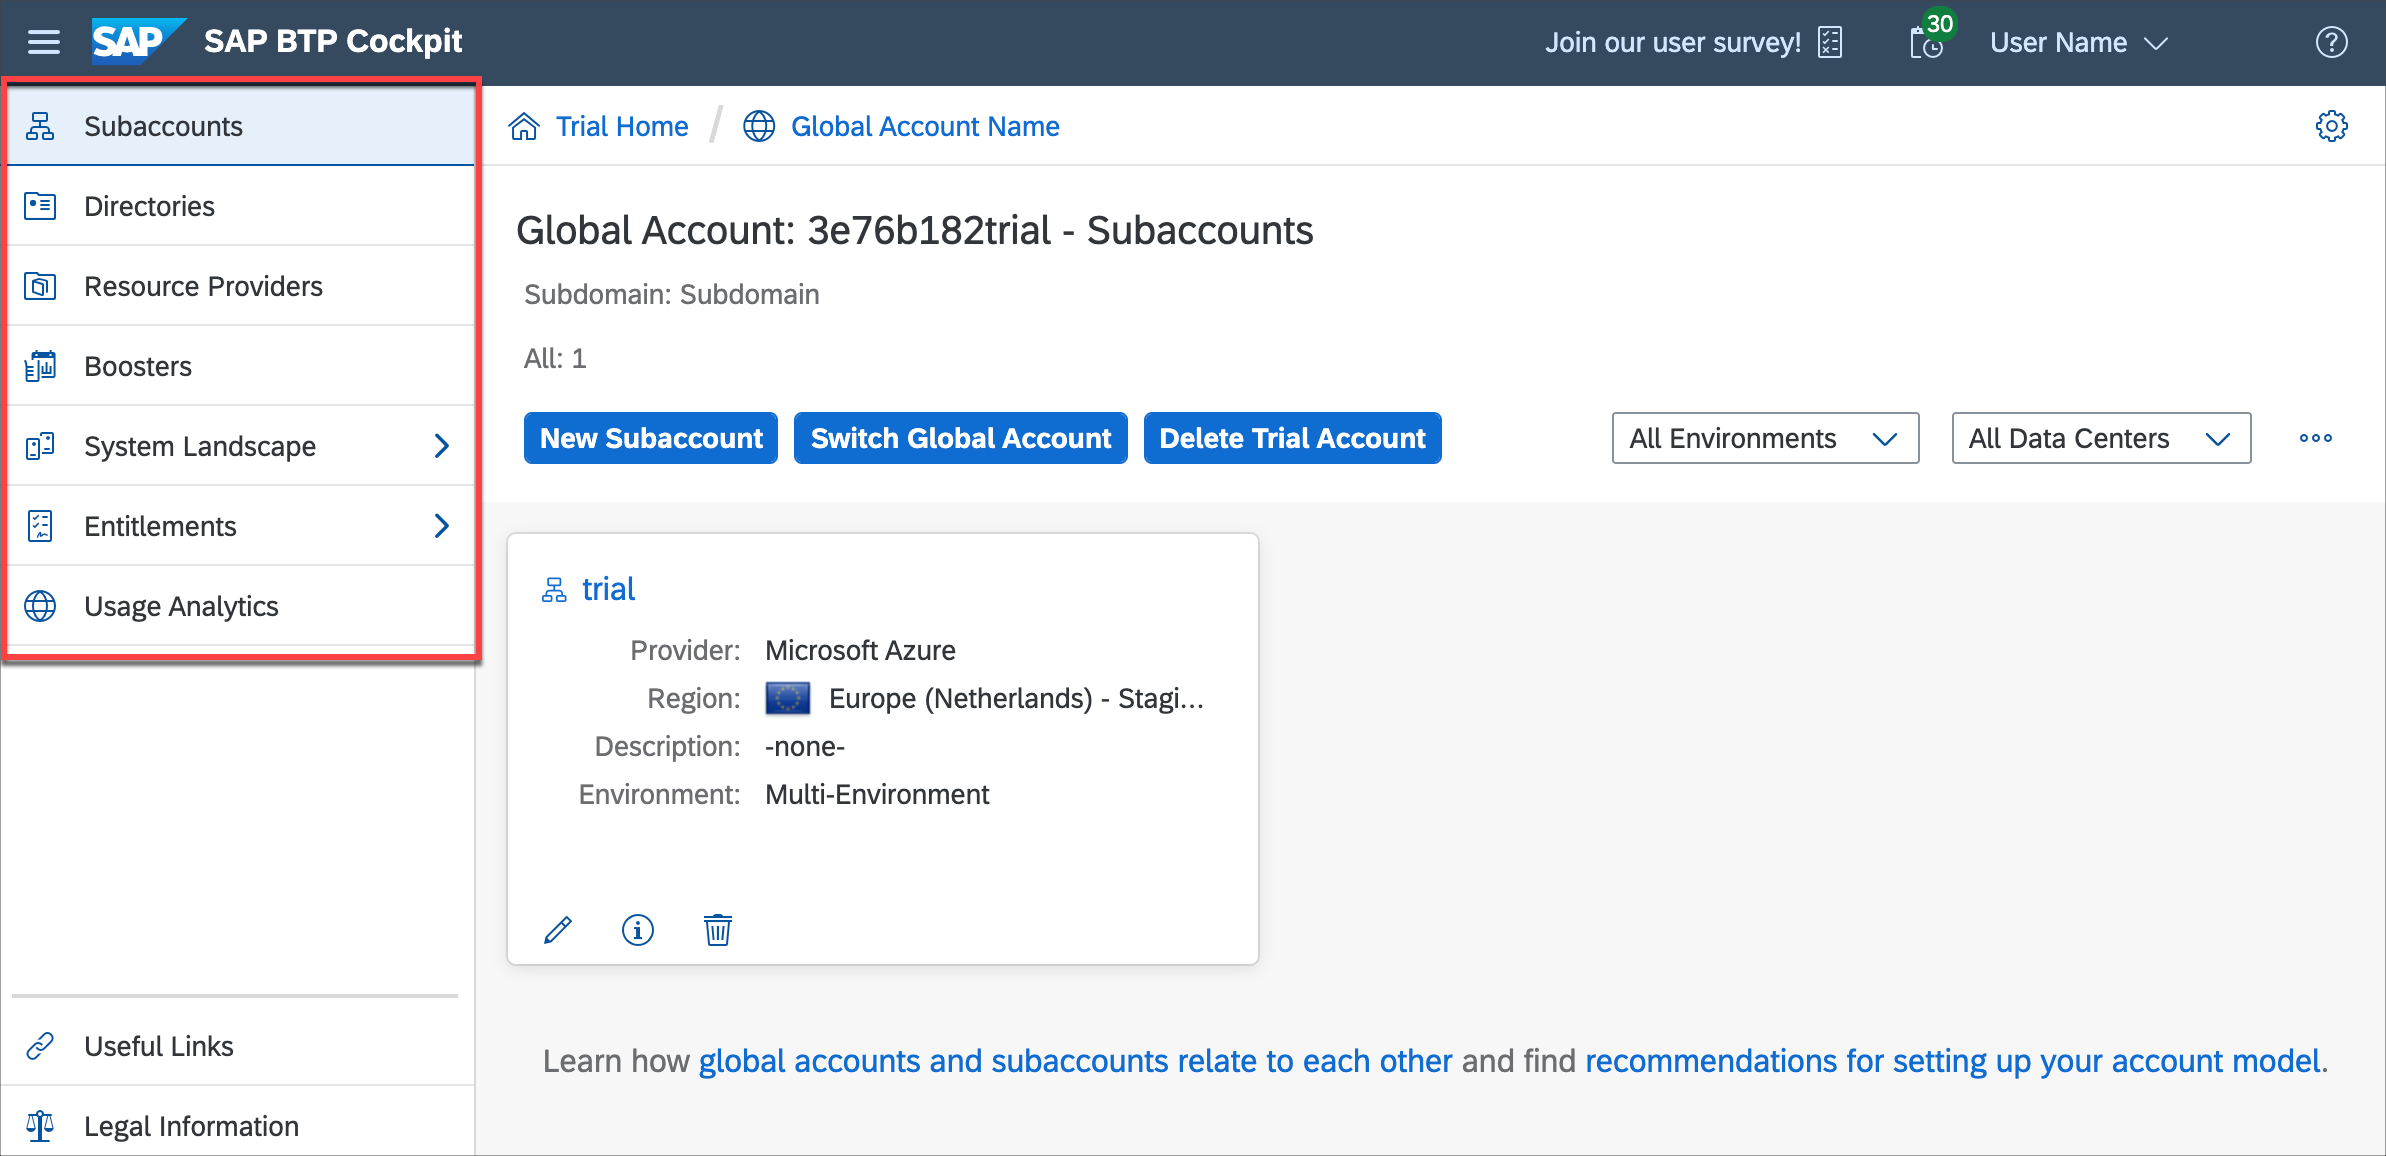 SAP SAP BTP Cockpit
Join our user survey!
30
User Name
Subaccounts
Directories
Resource Providers
Boosters
System Landscape
Entitlements
Usage Analytics
Useful Links
Legal Information
Trial Home / Global Account Name
Global Account: 3e76b182trial - Subaccounts
Subdomain: Subdomain
All: 1
New Subaccount
Switch Global Account
Delete Trial Account
All Environments
All Data Centers
trial
Provider: Microsoft Azure
Region: Europe (Netherlands) - Stagi...
Description: -none-
Environment: Multi-Environment
Learn how global accounts and subaccounts relate to each other and find recommendations for setting up your account model.